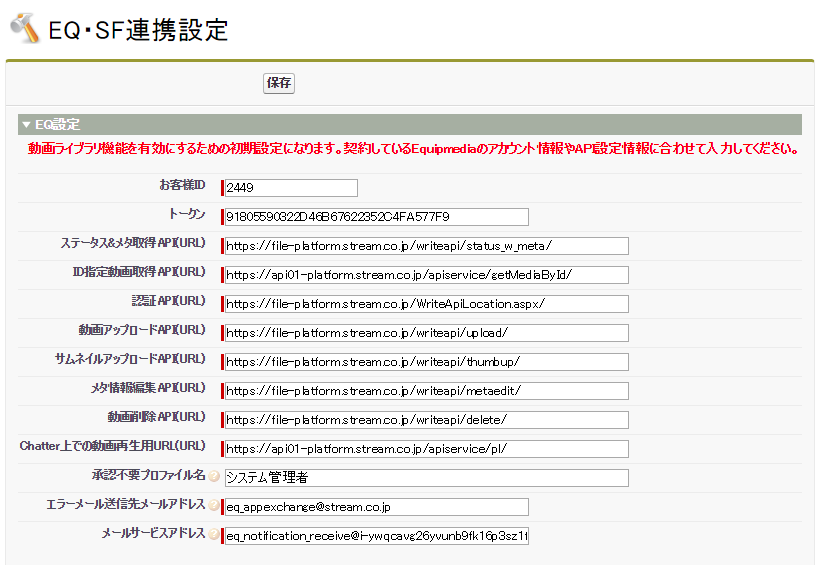 EQ・SF連携設定
保存
EQ設定
動画ライブラリ機能を有効にするための初期設定になります。契約しているEquipmediaのアカウント情報やAPI設定情報に合わせて入力してください。
お客様ID 2449
トークン 91805590322D46B67622352C4FA577F9
ステータス&メタ取得API(URL) https://file-platform.stream.co.jp/writeapi/status_w_meta/
ID指定動画取得API(URL) https://api01-platform.stream.co.jp/apiservice/getMediaById/
認証API(URL) https://file-platform.stream.co.jp/WriteApiLocation.aspx/
動画アップロードAPI(URL) https://file-platform.stream.co.jp/writeapi/upload/
サムネイルアップロードAPI(URL) https://file-platform.stream.co.jp/writeapi/thumbup/
メタ情報編集API(URL) https://file-platform.stream.co.jp/writeapi/metaedit/
動画削除API(URL) https://file-platform.stream.co.jp/writeapi/delete/
Chatter上での動画再生用URL(URL) https://api01-platform.stream.co.jp/apiservice/pl/
承認不要プロファイル名 システム管理者
エラーメール送信先メールアドレス eq_appexchange@stream.co.jp
メールサービスアドレス eq_notification_receive@i-ywqcavg26yvunb9fk16p3sz1f